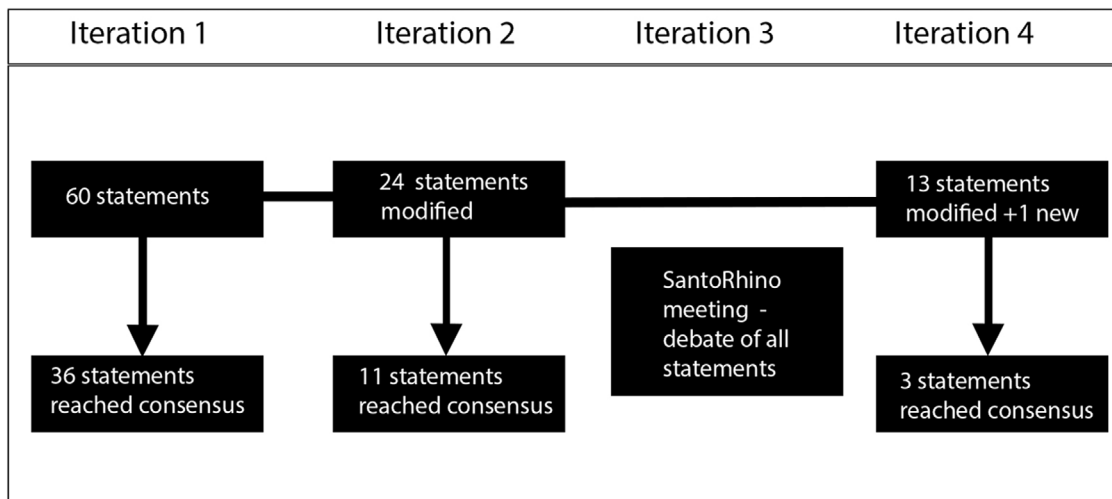 Iteration 1
Iteration 2
Iteration 3
Iteration 4
60 statements
24 statements
modified
13 statements
modified +1 new
SantoRhino
meeting -
debate of all
statements
36 statements
reached consensus
11 statements
reached consensus
3 statements
reached consensus